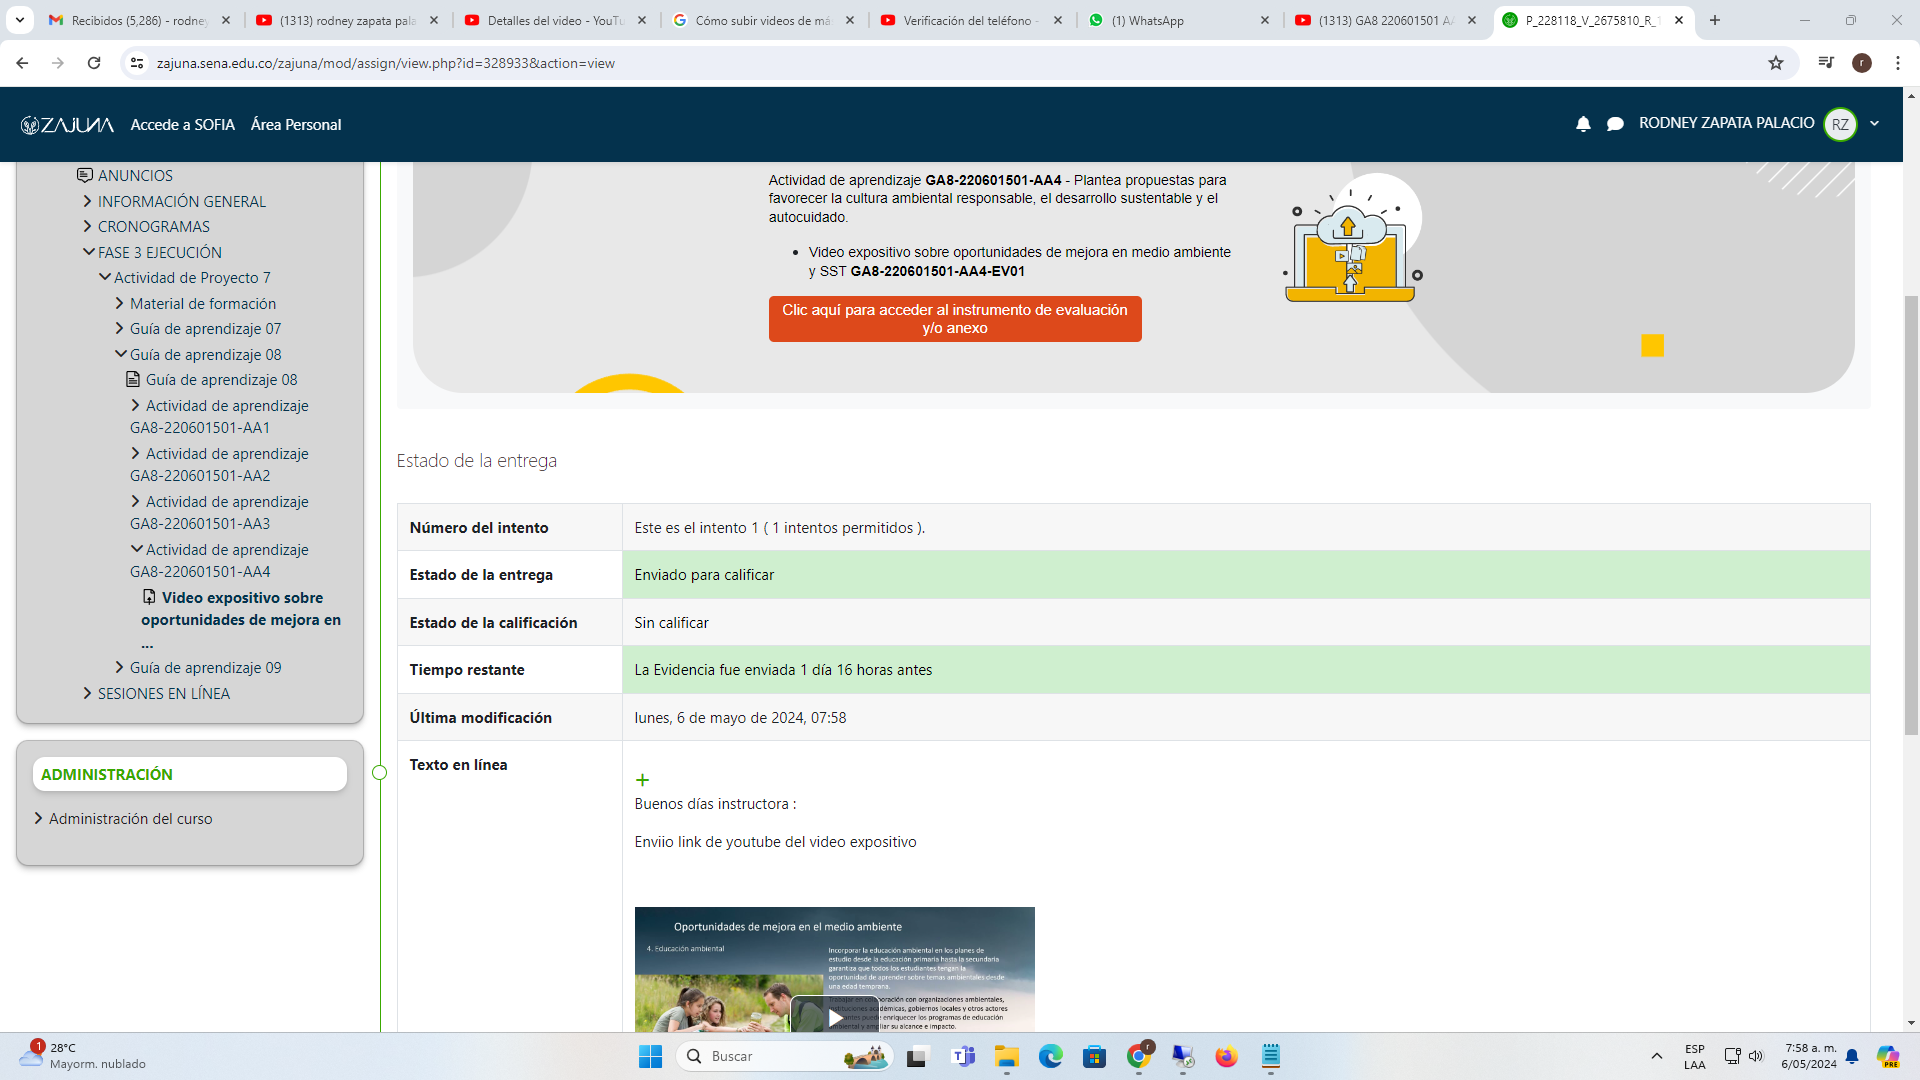 Recibidos (5,286) - rodney
(1313) rodney zapata pala
Detalles del video - YouTu
Cómo subir videos de má
Verificación del teléfono -
(1) WhatsApp
(1313) GA8 220601501 AA
P_228118_V_2675810_R_1
zajuna.sena.edu.co/zajuna/mod/assign/view.php?id=328933&action=view
r
ZAJUNA
Accede a SOFIA
Área Personal
RODNEY ZAPATA PALACIO
RZ
ANUNCIOS
INFORMACIÓN GENERAL
CRONOGRAMAS
FASE 3 EJECUCIÓN
Actividad de Proyecto 7
Material de formación
Guía de aprendizaje 07
Guía de aprendizaje 08
Guía de aprendizaje 08
Actividad de aprendizaje
GA8-220601501-AA1
Actividad de aprendizaje
GA8-220601501-AA2
Actividad de aprendizaje
GA8-220601501-AA3
Actividad de aprendizaje
GA8-220601501-AA4
Video expositivo sobre
oportunidades de mejora en
...
Guía de aprendizaje 09
SESIONES EN LÍNEA
ADMINISTRACIÓN
Administración del curso
Actividad de aprendizaje GA8-220601501-AA4 - Plantea propuestas para
favorecer la cultura ambiental responsable, el desarrollo sustentable y el
autocuidado.
• Video expositivo sobre oportunidades de mejora en medio ambiente
y SST GA8-220601501-AA4-EV01
Clic aquí para acceder al instrumento de evaluación
y/o anexo
Estado de la entrega
Número del intento
Este es el intento 1 ( 1 intentos permitidos ).
Estado de la entrega
Enviado para calificar
Estado de la calificación
Sin calificar
Tiempo restante
La Evidencia fue enviada 1 día 16 horas antes
Última modificación
lunes, 6 de mayo de 2024, 07:58
Texto en línea
+
Buenos días instructora :
Enviio link de youtube del video expositivo
Oportunidades de mejora en el medio ambiente
4. Educación ambiental
Incorporar la educación ambiental en los planes de
estudio desde la educación primaria hasta la secundaria
garantiza que todos los estudiantes tengan la
oportunidad de aprender sobre temas ambientales desde
una edad temprana.
Trabajar en colaboración con organizaciones ambientales,
instituciones académicas, gobiernos locales y otros actores
puede enriquecer los programas de educación
ambiental y ampliar su alcance e impacto.
1
28°C
Mayorm. nublado
Buscar
r
ESP
LAA
7:58 a. m.
6/05/2024
PRE